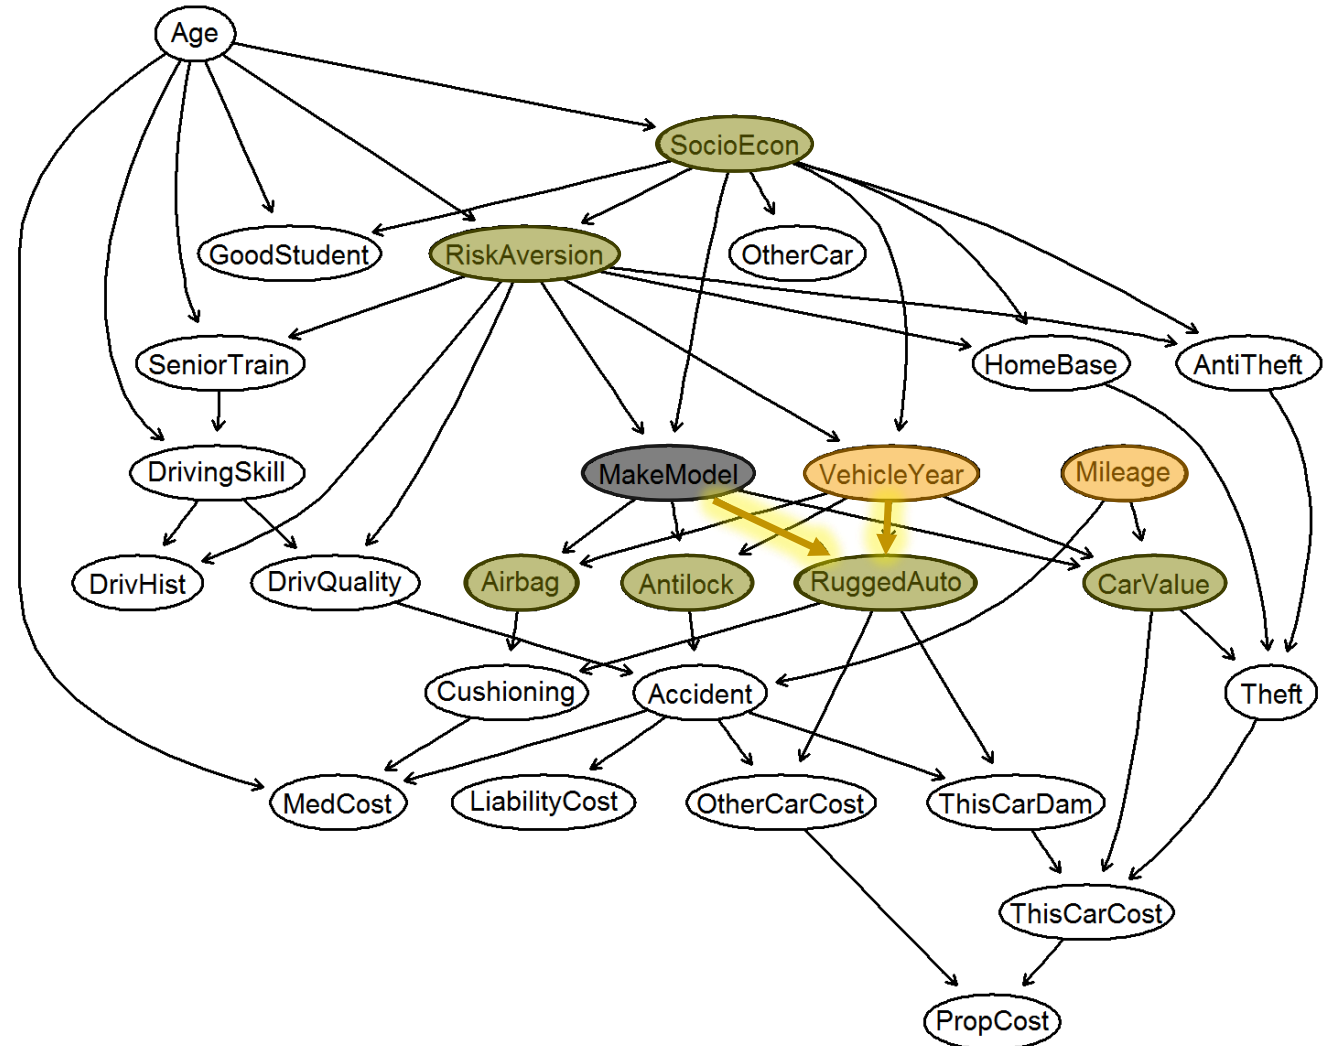 Age
SocioEcon
GoodStudent
RiskAversion
OtherCar
SeniorTrain
HomeBase
AntiTheft
DrivingSkill
MakeModel
VehicleYear
Mileage
DrivHist
DrivQuality
Airbag
Antilock
RuggedAuto
CarValue
Cushioning
Accident
Theft
MedCost
LiabilityCost
OtherCarCost
ThisCarDam
ThisCarCost
PropCost